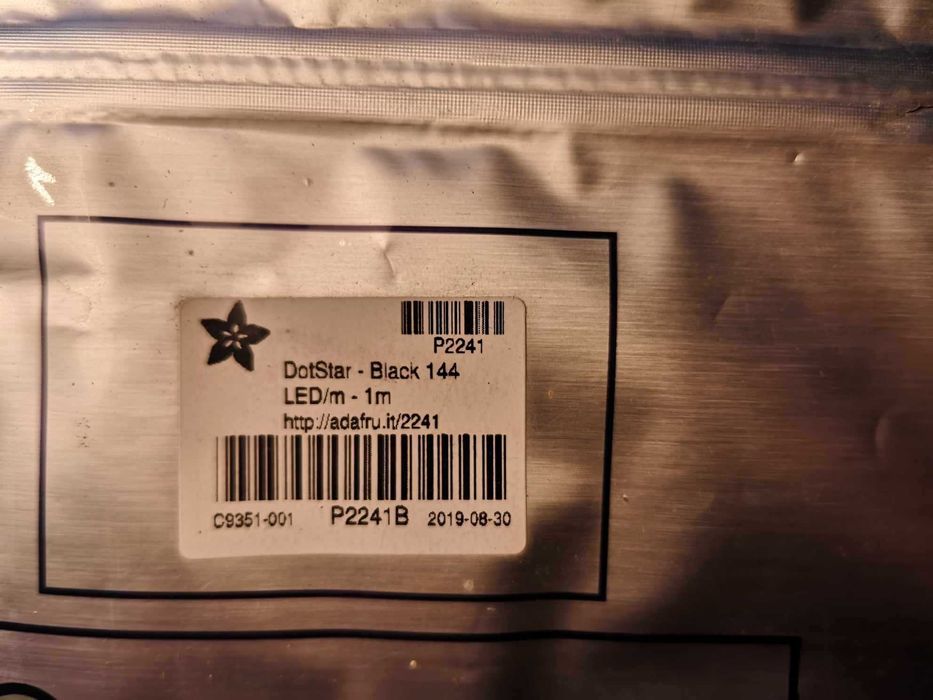 P2241
DotStar - Black 144
LED/m - 1m
http://adafru.it/2241
C9351-001 P2241B 2019-08-30